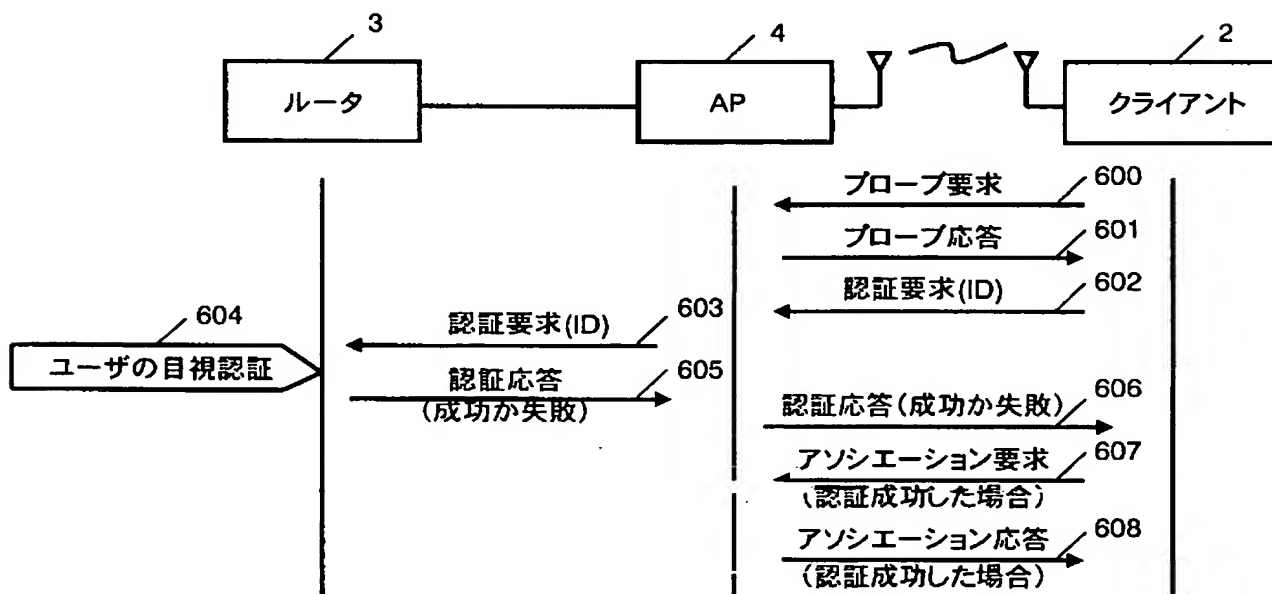 3
4
2
ルータ
AP
クライアント
プローブ要求
600
プローブ応答
601
認証要求(ID)
602
604
ユーザの目視認証
認証要求(ID)
603
認証応答
(成功か失敗)
605
認証応答(成功か失敗)
606
アソシエーション要求
(認証成功した場合)
607
アソシエーション応答
(認証成功した場合)
608